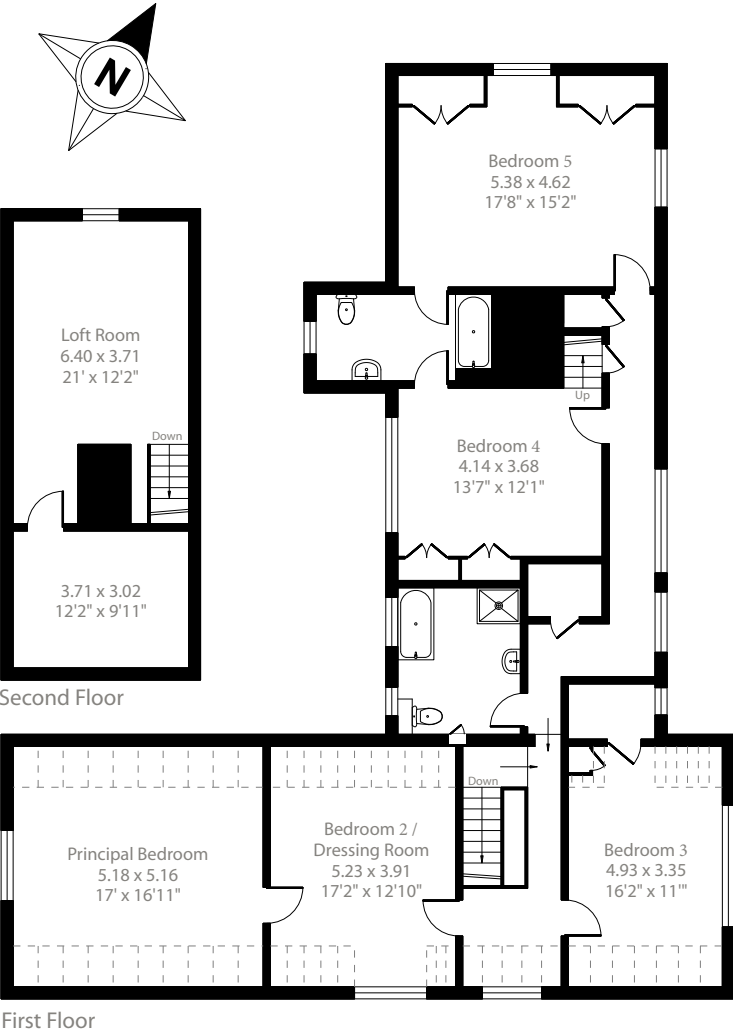 N
Bedroom 5
5.38 x 4.62
17'8" x 15'2"
Loft Room
6.40 x 3.71
21' x 12'2"
Down
3.71 x 3.02
12'2" x 9'11"
Second Floor
Up
Bedroom 4
4.14 x 3.68
13'7" x 12'1"
Principal Bedroom
5.18 x 5.16
17' x 16'11"
Bedroom 2 /
Dressing Room
5.23 x 3.91
17'2" x 12'10"
Down
Bedroom 3
4.93 x 3.35
16'2" x 11'"
First Floor